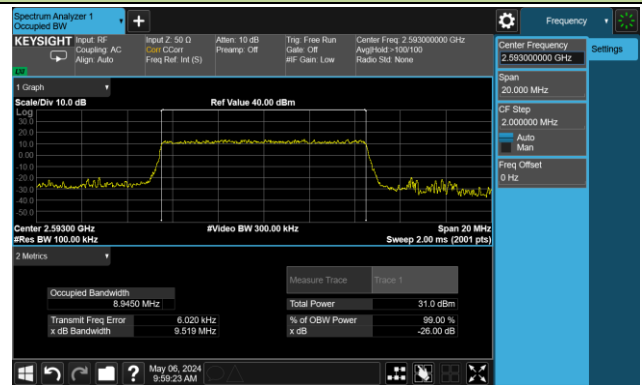 Spectrum Analyzer 1
Occupied BW
Frequency
KEYSIGHT
Input: RF
Coupling: AC
Align: Auto
Input Z: 50 Ω
Corr CCorr
Freq Ref: Int (S)
Atten: 10 dB
Preamp: Off
Trig: Free Run
Gate: Off
#IF Gain: Low
Center Freq: 2.593000000 GHz
Avg|Hold:>100/100
Radio Std: None
LW
Center Frequency
2.593000000 GHz
Settings
Span
20.000 MHz
CF Step
2.000000 MHz
Auto
Man
Freq Offset
0 Hz
1 Graph
Scale/Div 10.0 dB
Ref Value 40.00 dBm
Log
30.0
20.0
10.0
0.00
-10.0
-20.0
-30.0
-40.0
-50.0
Center 2.59300 GHz
#Video BW 300.00 kHz
Span 20 MHz
#Res BW 100.00 kHz
Sweep 2.00 ms (2001 pts)
2 Metrics
Measure Trace
Trace 1
Occupied Bandwidth
8.9450 MHz
Total Power
31.0 dBm
Transmit Freq Error
6.020 kHz
% of OBW Power
99.00 %
x dB Bandwidth
9.519 MHz
x dB
-26.00 dB
May 06, 2024
9:59:23 AM